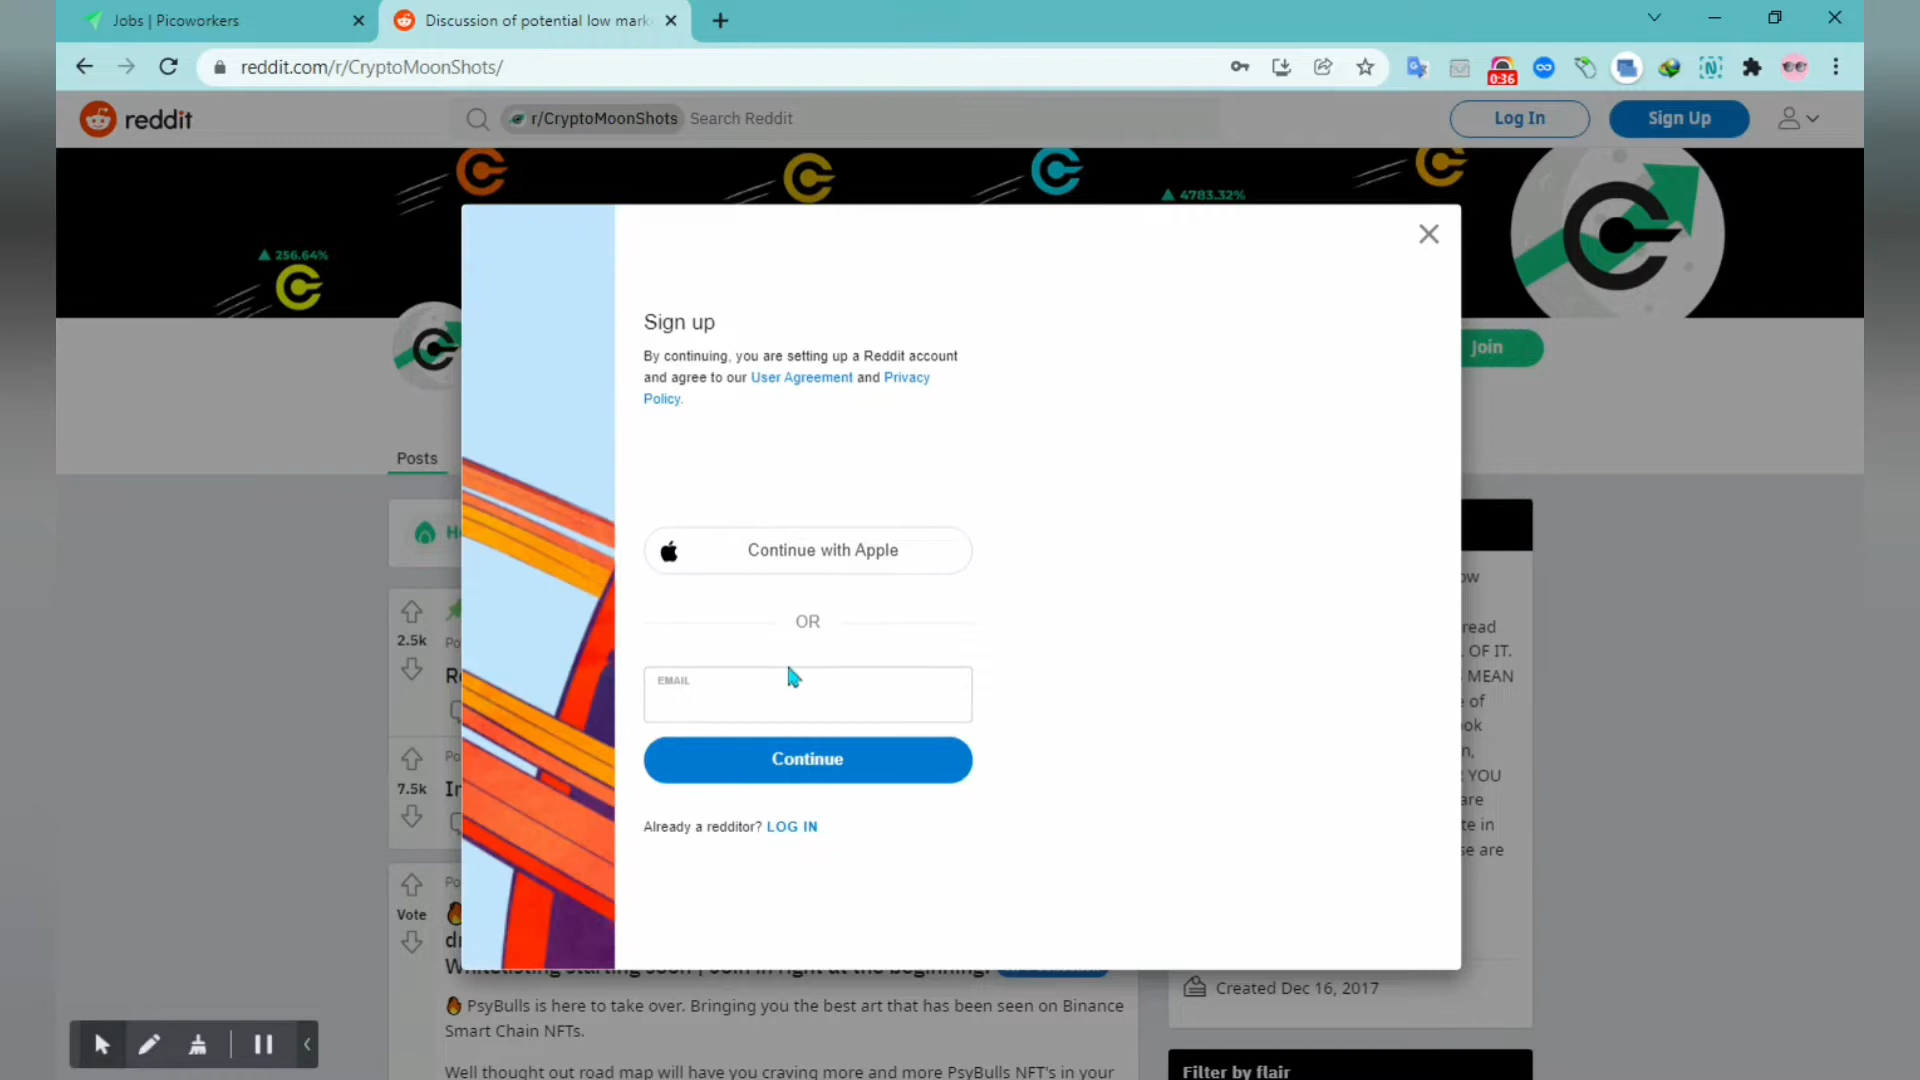 Jobs | Picoworkers
Discussion of potential low mark
reddit.com/r/CryptoMoonShots/
0:36
reddit
r/CryptoMoonShots
Search Reddit
Log In
Sign Up
4783.32%
256.64%
Join
Sign up
By continuing, you are setting up a Reddit account
and agree to our User Agreement and Privacy
Policy.
Posts
Continue with Apple
OR
EMAIL
Continue
Already a redditor? LOG IN
2.5k
7.5k
Vote
read
OF IT.
MEAN
of
YOU
in
are
PsyBulls is here to take over. Bringing you the best art that has been seen on Binance
Smart Chain NFTs.
Well thought out road map will have you craving more and more PsyBulls NFT's in your
Created Dec 16, 2017
Filter by flair